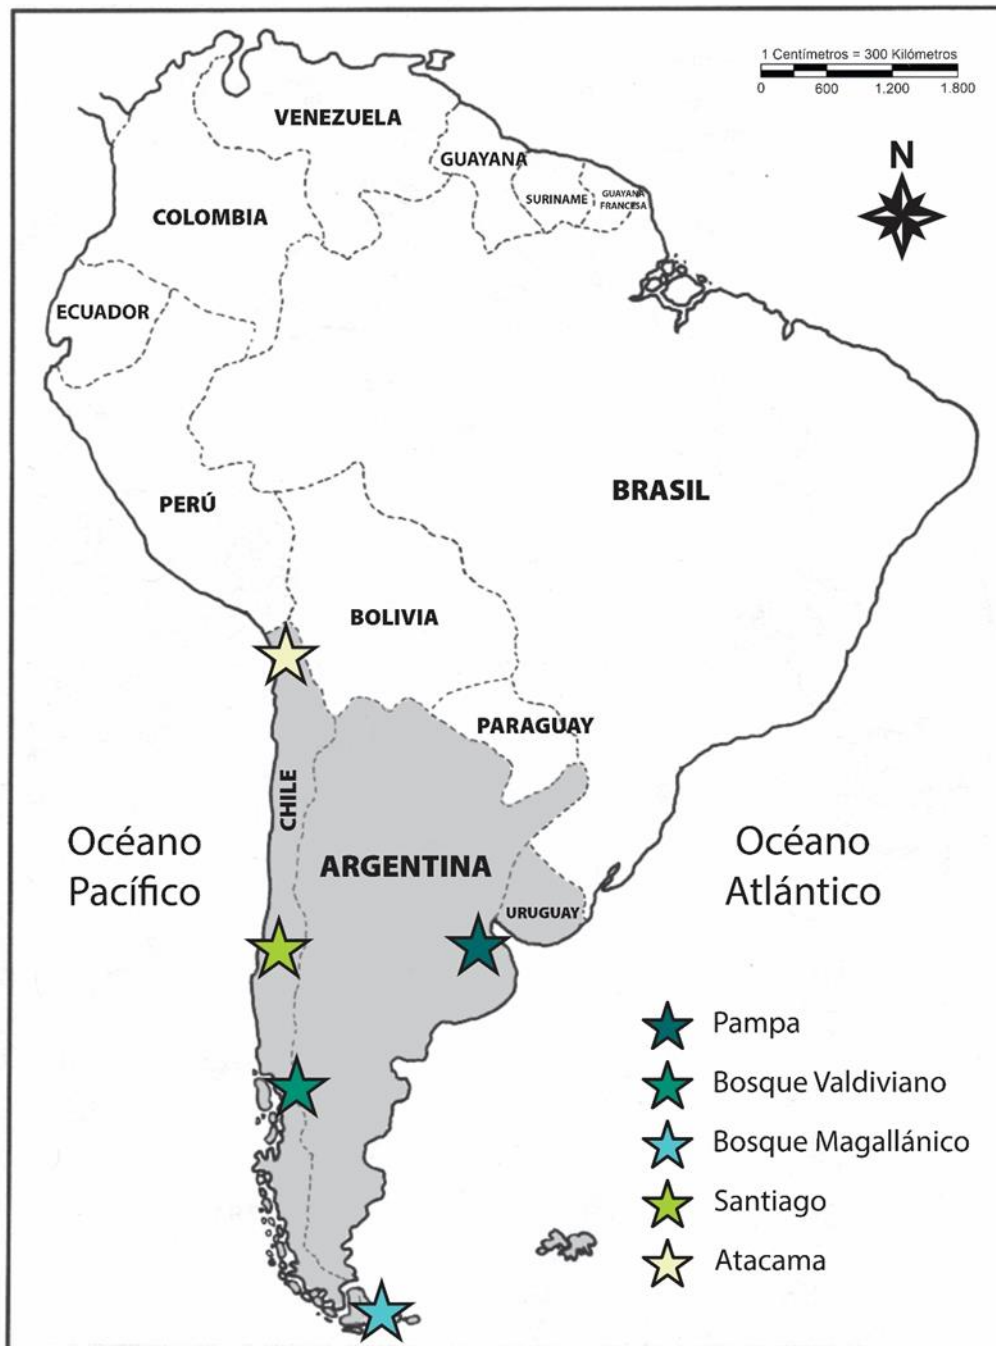 1 Centímetros = 300 Kilómetros
0 600 1.200 1.800
N
VENEZUELA
GUAYANA
SURINAME
GUAYANA
FRANCESA
COLOMBIA
ECUADOR
PERÚ
BRASIL
BOLIVIA
PARAGUAY
CHILE
ARGENTINA
URUGUAY
Océano
Pacífico
Océano
Atlántico
Pampa
Bosque Valdiviano
Bosque Magallánico
Santiago
Atacama